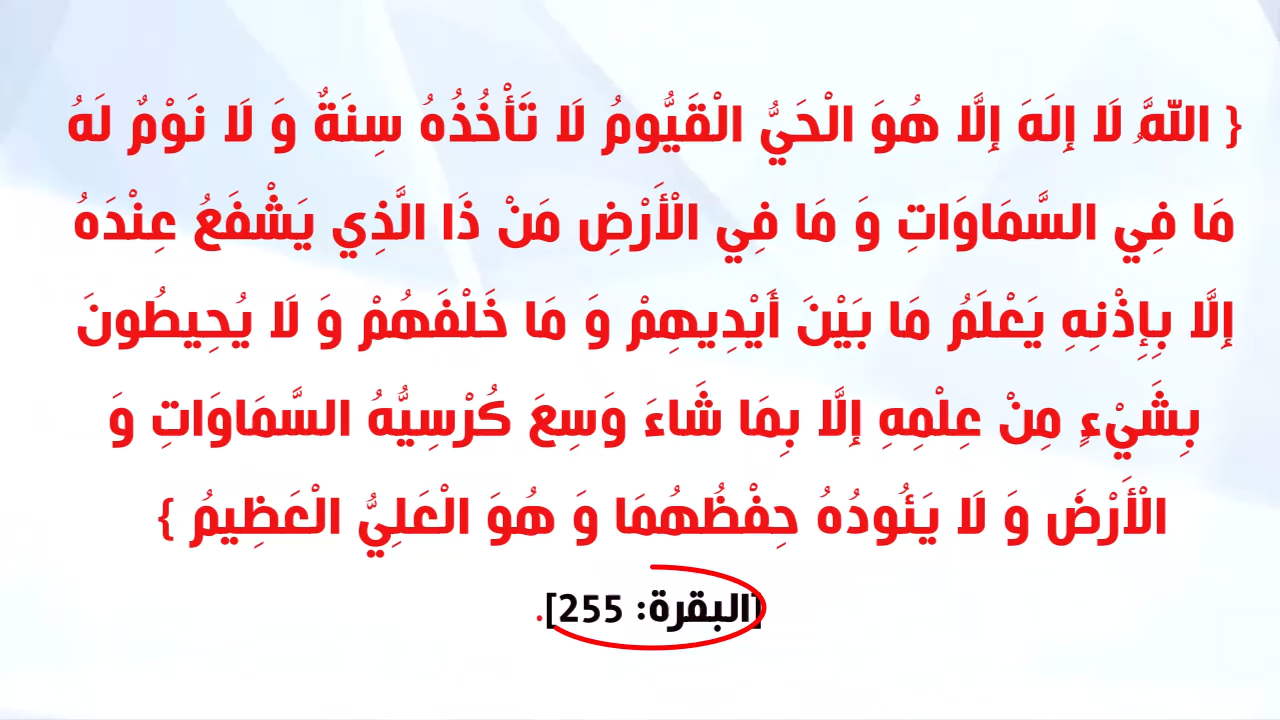 { اللَّهُ لَا إِلَهَ إِلَّا هُوَ الْحَيُّ الْقَيُّومُ لَا تَأْخُذُهُ سِنَةٌ وَ لَا نَوْمٌ لَهُ
مَا فِي السَّمَاوَاتِ وَ مَا فِي الْأَرْضِ مَنْ ذَا الَّذِي يَشْفَعُ عِنْدَهُ
إِلَّا بِإِذْنِهِ يَعْلَمُ مَا بَيْنَ أَيْدِيهِمْ وَ مَا خَلْفَهُمْ وَ لَا يُحِيطُونَ
بِشَيْءٍ مِنْ عِلْمِهِ إِلَّا بِمَا شَاءَ وَسِعَ كُرْسِيُّهُ السَّمَاوَاتِ وَ
الْأَرْضَ وَ لَا يَئُودُهُ حِفْظُهُمَا وَ هُوَ الْعَلِيُّ الْعَظِيمُ }
[البقرة: 255].